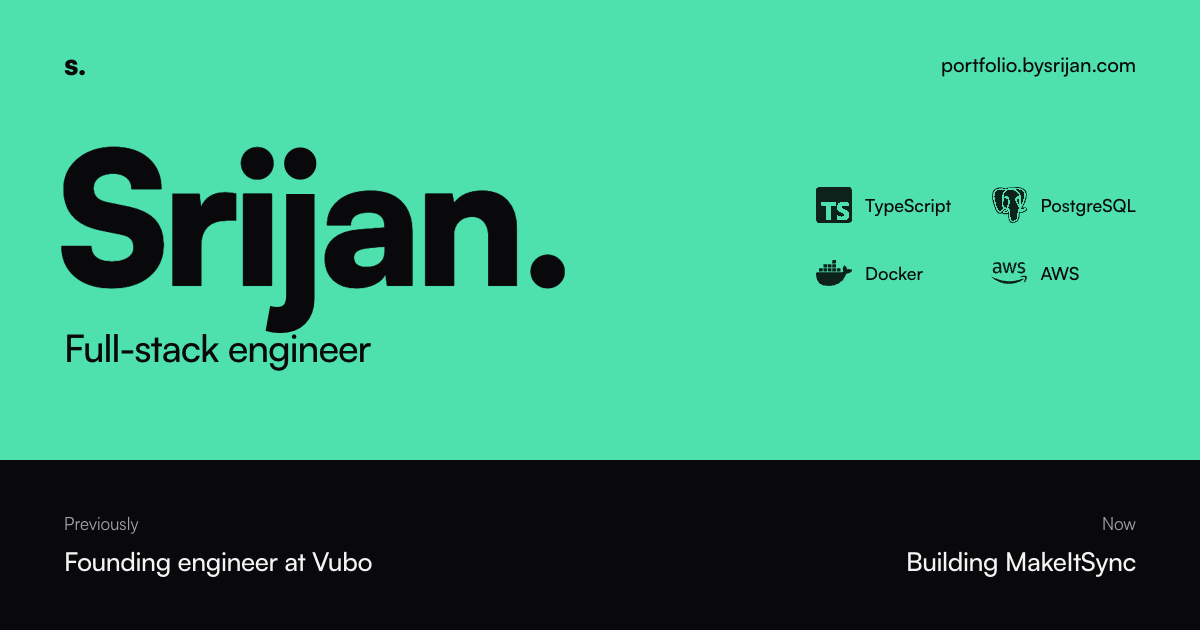 s.
portfolio.bysrijan.com
Srijan.
Full-stack engineer
TS TypeScript
PostgreSQL
Docker
aws AWS
Previously
Founding engineer at Vubo
Now
Building MakeItSync